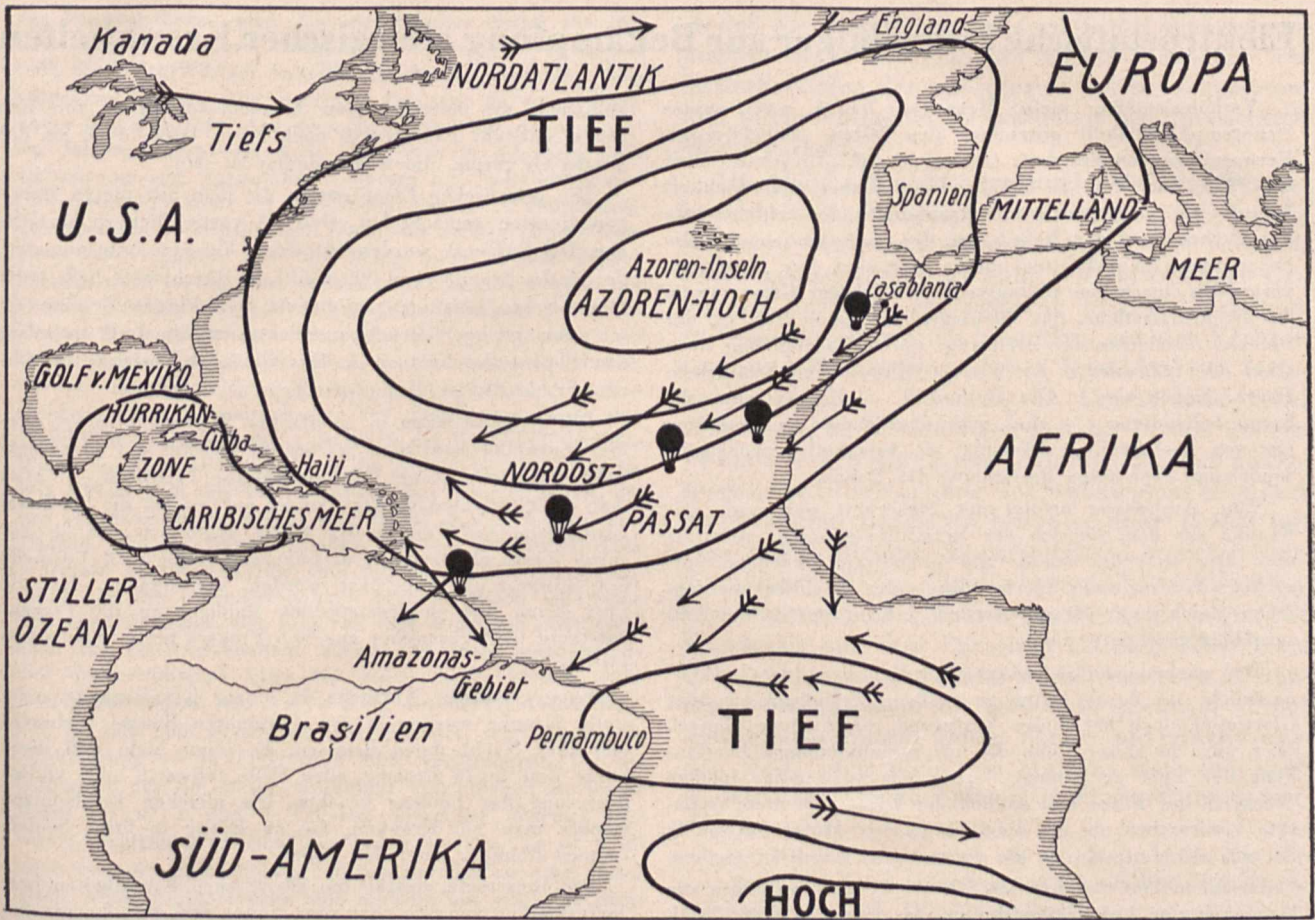 Kanada
England
NORDATLANTIK
EUROPA
Tiefs
TIEF
U.S.A.
Spanien
MITTELLÄND.
MEER
Azoren-Inseln
AZOREN-HOCH
Casablanca
GOLF v. MEXIKO
HURRIKAN-
ZONE
Cuba
Haiti
NORDOST-
PASSAT
AFRIKA
CARIBISCHES MEER
STILLER
OZEAN
Amazonas-
Gebiet
Brasilien
Pernambuco
TIEF
SÜD-AMERIKA
HOCH